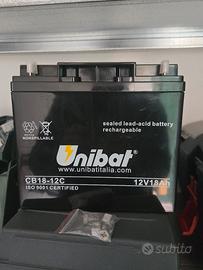 sealed lead-acid battery
rechargeable
NONSPILLABLE
Unibat
www.unibatitalia.com
CB18-12C
12V18Ah
ISO 9001 CERTIFIED
subito